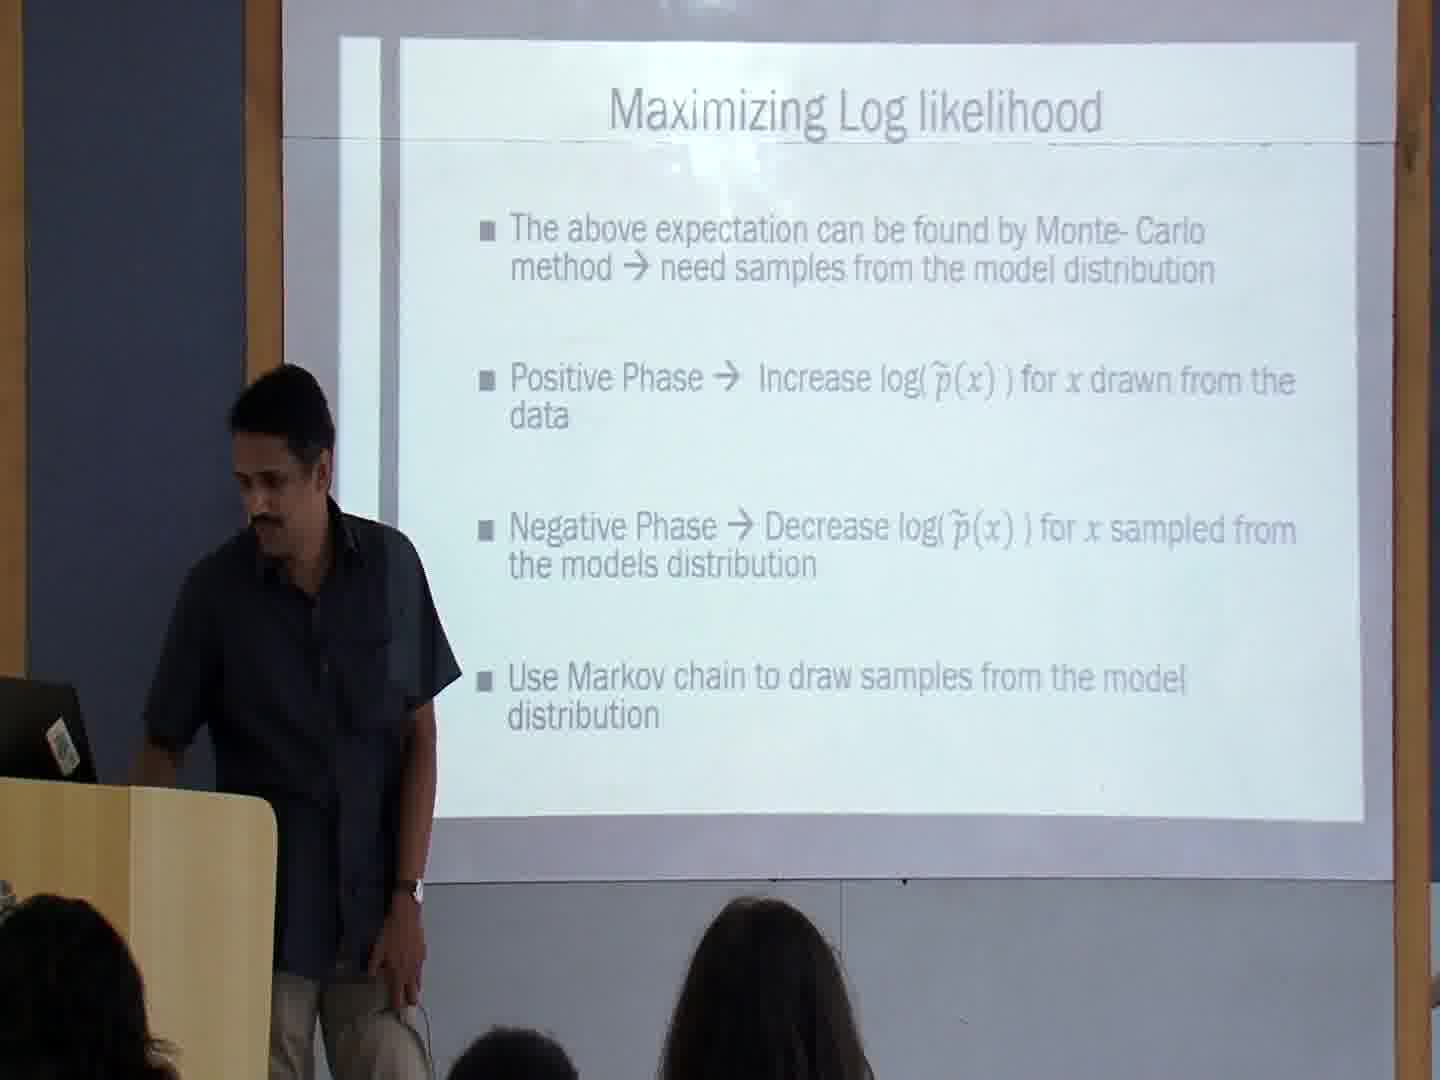 Maximizing Log likelihood
■ The above expectation can be found by Monte- Carlo
method → need samples from the model distribution
■ Positive Phase → Increase log( p̃(x) ) for x drawn from the
data
■ Negative Phase → Decrease log( p̃(x) ) for x sampled from
the models distribution
■ Use Markov chain to draw samples from the model
distribution